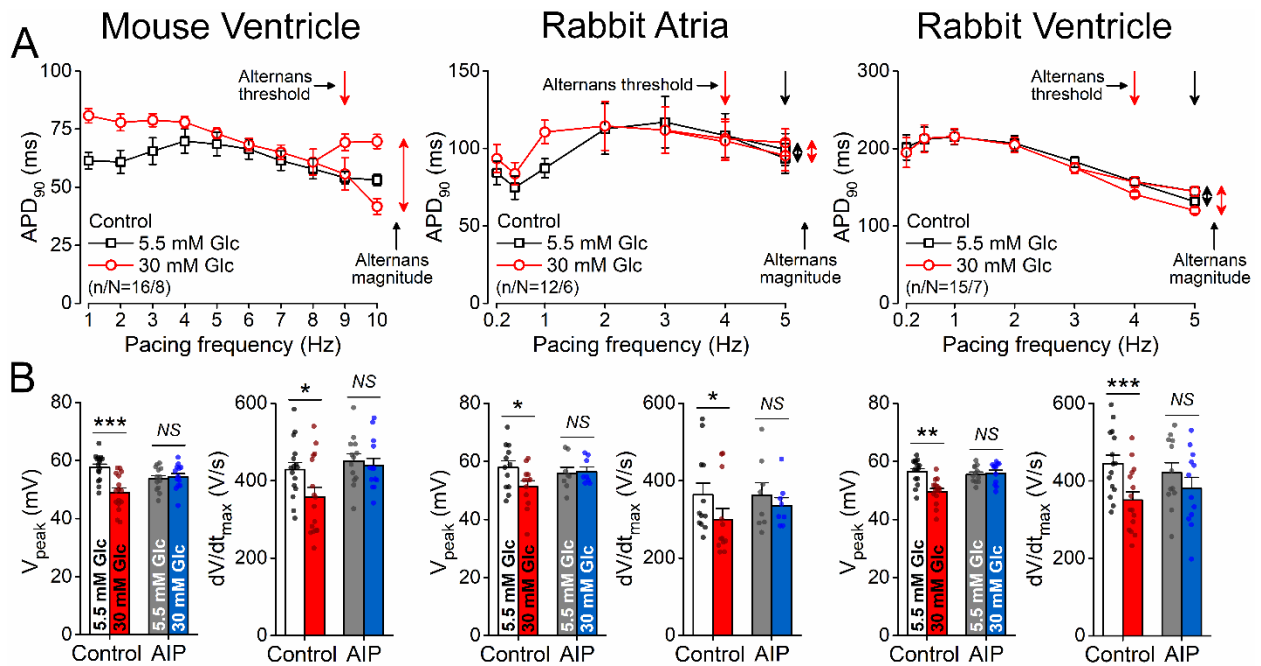 Mouse Ventricle
Rabbit Atria
Rabbit Ventricle
A
APD90 (ms)
100
75
50
25
0
Alternans
threshold
Control
5.5 mM Glc
30 mM Glc
(n/N=16/8)
Alternans
magnitude
1 2 3 4 5 6 7 8 9 10
Pacing frequency (Hz)
APD90 (ms)
150
100
50
0
Alternans threshold
Control
5.5 mM Glc
30 mM Glc
(n/N=12/6)
Alternans
magnitude
0.2 1 2 3 4 5
Pacing frequency (Hz)
APD90 (ms)
300
200
100
0
Alternans
threshold
Control
5.5 mM Glc
30 mM Glc
(n/N=15/7)
Alternans
magnitude
0.2 1 2 3 4 5
Pacing frequency (Hz)
B
Vpeak (mV)
80
60
40
20
0
***
NS
5.5 mM Glc
30 mM Glc
5.5 mM Glc
30 mM Glc
Control AIP
dV/dtmax (V/s)
600
400
200
0
*
NS
Control AIP
Vpeak (mV)
80
60
40
20
0
*
NS
5.5 mM Glc
30 mM Glc
5.5 mM Glc
30 mM Glc
Control AIP
dV/dtmax (V/s)
600
400
200
0
*
NS
Control AIP
Vpeak (mV)
80
60
40
20
0
**
NS
5.5 mM Glc
30 mM Glc
5.5 mM Glc
30 mM Glc
Control AIP
dV/dtmax (V/s)
600
400
200
0
***
NS
Control AIP